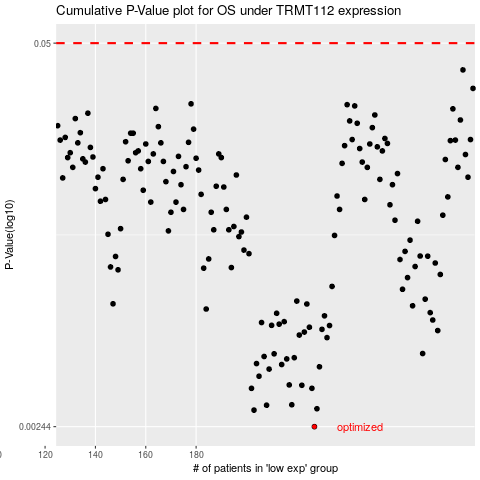 Cumulative P-Value plot for OS under TRMT112 expression
0.05
P-Value(log10)
optimized
0.00244
0 120 140 160 180
# of patients in 'low exp' group